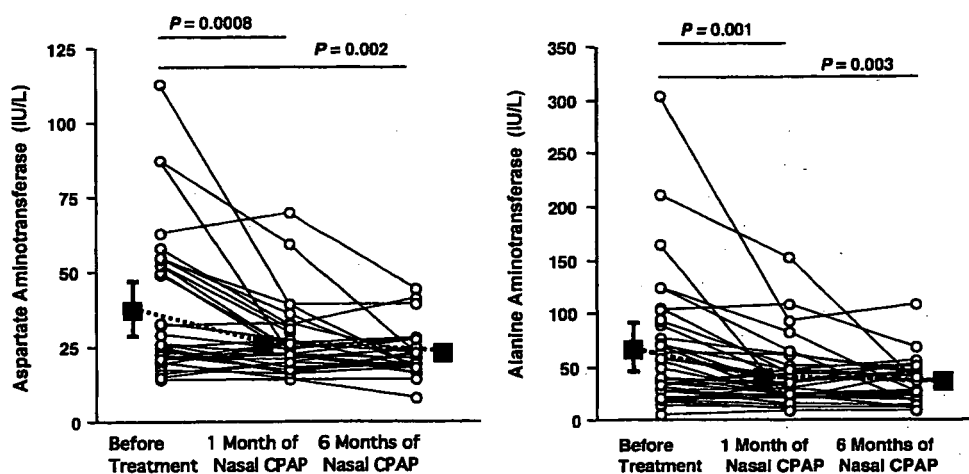 P = 0.0008
P = 0.002
125
100
75
50
25
0
Aspartate Aminotransferase (IU/L)
Before
Treatment
1 Month of
Nasal CPAP
6 Months of
Nasal CPAP
P = 0.001
P = 0.003
350
300
250
200
150
100
50
0
Alanine Aminotransferase (IU/L)
Before
Treatment
1 Month of
Nasal CPAP
6 Months of
Nasal CPAP